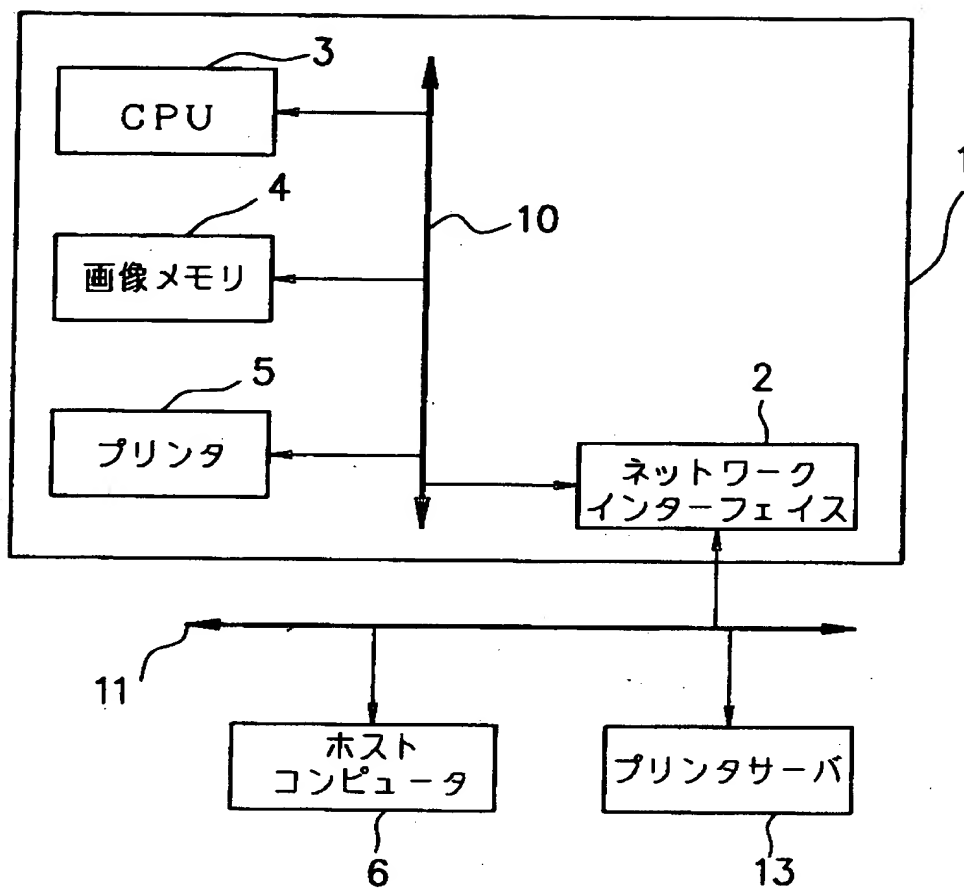 3
CPU
1
4
10
画像メモリ
5
2
プリンタ
ネットワーク
インターフェイス
11
ホスト
コンピュータ
プリンタサーバ
6
13